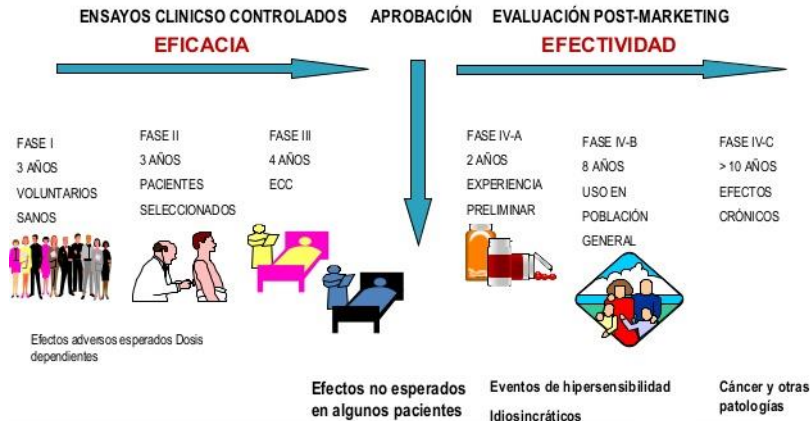 ENSAYOS CLINICSO CONTROLADOS
EFICACIA
APROBACIÓN
EVALUACIÓN POST-MARKETING
EFECTIVIDAD
FASE I
3 AÑOS
VOLUNTARIOS
SANOS
FASE II
3 AÑOS
PACIENTES
SELECCIONADOS
FASE III
4 AÑOS
ECC
FASE IV-A
2 AÑOS
EXPERIENCIA
PRELIMINAR
FASE IV-B
8 AÑOS
USO EN
POBLACIÓN
GENERAL
FASE IV-C
> 10 AÑOS
EFECTOS
CRÓNICOS
Efectos adversos esperados Dosis
dependientes
Efectos no esperados
en algunos pacientes
Eventos de hipersensibilidad
Idiosincráticos
Cáncer y otras
patologías